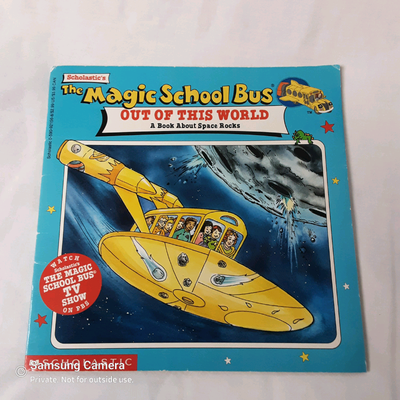 Scholastic's
The Magic School Bus
OUT OF THIS WORLD
A Book About Space Rocks
WATCH
Scholastic's
THE MAGIC
SCHOOL BUS
TV
SHOW
ON PBS
SCHOLASTIC
Samsung Camera
Private. Not for outside use.